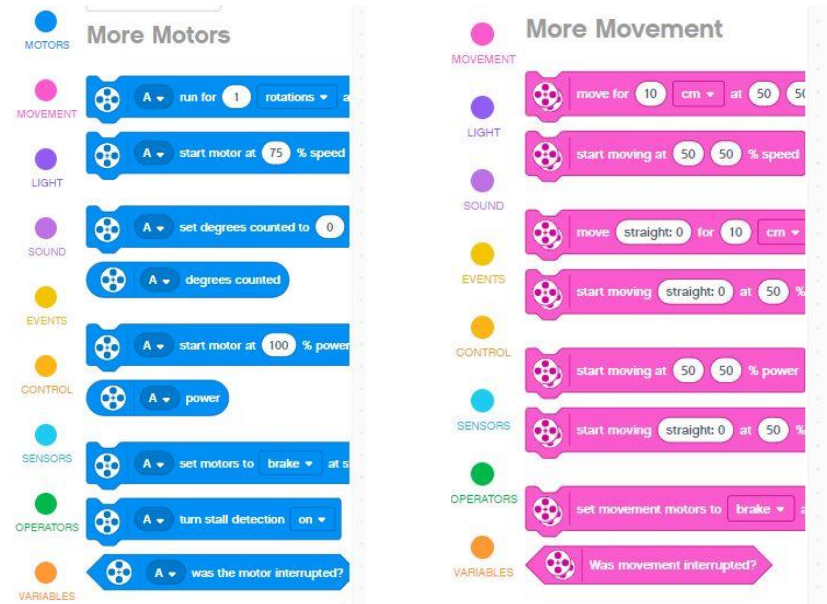 More Motors
MOTORS
MOVEMENT
LIGHT
SOUND
EVENTS
CONTROL
SENSORS
OPERATORS
VARIABLES
A run for 1 rotations a
A start motor at 75 % speed
A set degrees counted to 0
A degrees counted
A start motor at 100 % power
A power
A set motors to brake at s
A turn stall detection on
A was the motor interrupted?
More Movement
MOVEMENT
LIGHT
SOUND
EVENTS
CONTROL
SENSORS
OPERATORS
VARIABLES
move for 10 cm at 50 50
start moving at 50 50 % speed
move straight: 0 for 10 cm
start moving straight: 0 at 50 %
start moving at 50 50 % power
start moving straight: 0 at 50 %
set movement motors to brake a
Was movement interrupted?